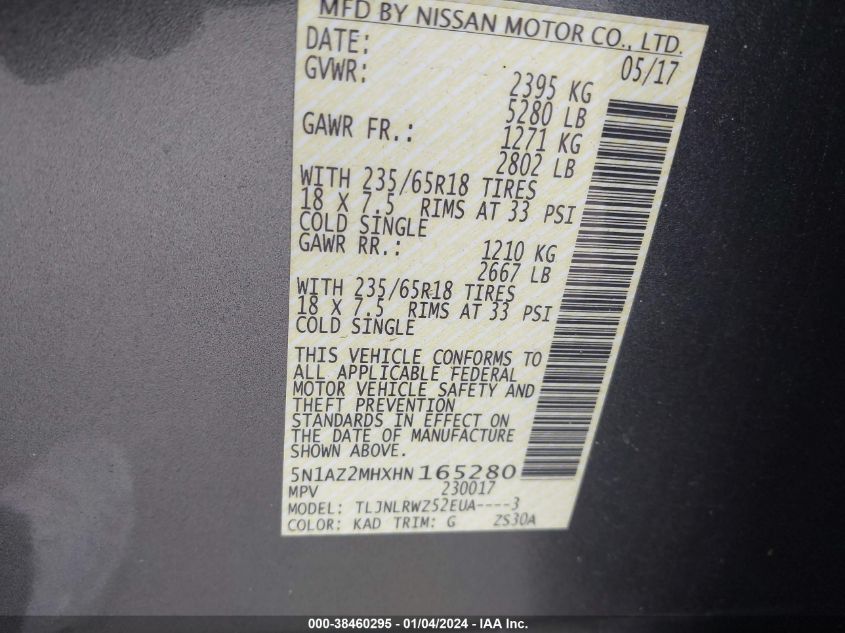 MFD BY NISSAN MOTOR CO., LTD.
DATE: 05/17
GVWR: 2395 KG
5280 LB
GAWR FR.: 1271 KG
2802 LB
WITH 235/65R18 TIRES
18 X 7.5 RIMS AT 33 PSI
COLD SINGLE
GAWR RR.: 1210 KG
2667 LB
WITH 235/65R18 TIRES
18 X 7.5 RIMS AT 33 PSI
COLD SINGLE
THIS VEHICLE CONFORMS TO
ALL APPLICABLE FEDERAL
MOTOR VEHICLE SAFETY AND
THEFT PREVENTION
STANDARDS IN EFFECT ON
THE DATE OF MANUFACTURE
SHOWN ABOVE.
5N1AZ2MHXHN 165280
MPV 230017
MODEL: TLJNLRWZ52EUA----3
COLOR: KAD TRIM: G ZS30A
000-38460295 - 01/04/2024 - IAA Inc.